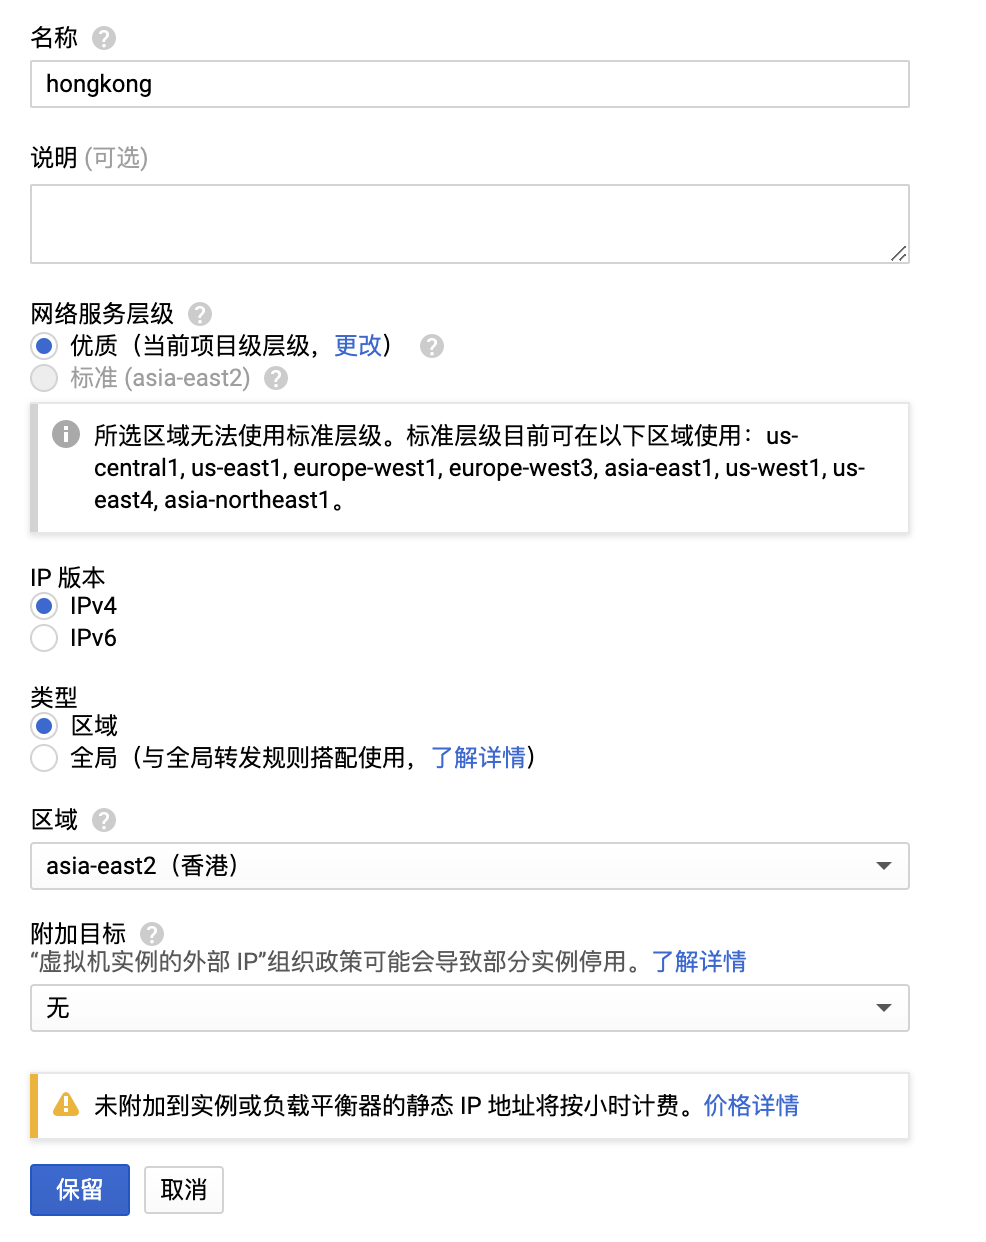 名称
hongkong
说明 (可选)
网络服务层级
优质（当前项目级层级，更改）
标准 (asia-east2)
所选区域无法使用标准层级。标准层级目前可在以下区域使用：us-
central1, us-east1, europe-west1, europe-west3, asia-east1, us-west1, us-
east4, asia-northeast1。
IP 版本
IPv4
IPv6
类型
区域
全局（与全局转发规则搭配使用，了解详情）
区域
asia-east2（香港）
附加目标
“虚拟机实例的外部 IP”组织政策可能会导致部分实例停用。了解详情
无
未附加到实例或负载平衡器的静态 IP 地址将按小时计费。价格详情
保留
取消